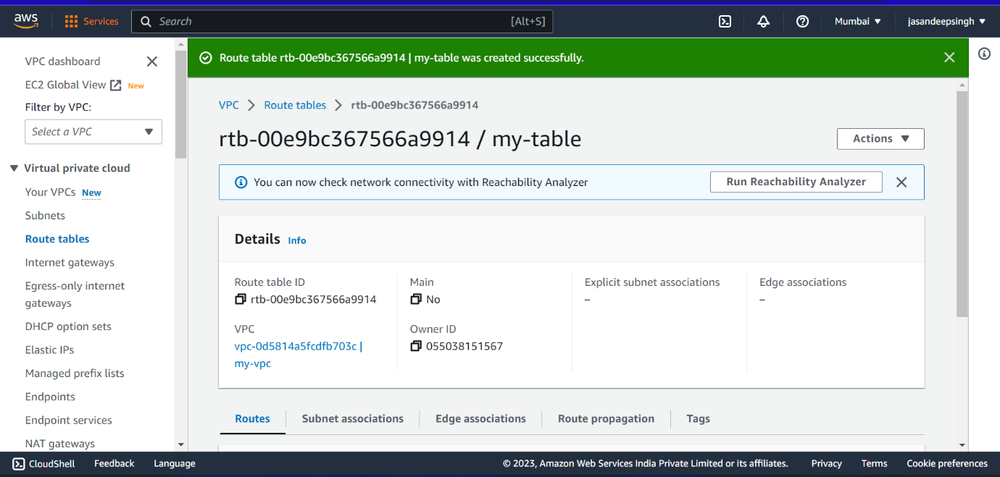 aws
Services
Search [Alt+S]
Mumbai
jasandeepsingh
VPC dashboard
EC2 Global View New
Filter by VPC:
Select a VPC
Virtual private cloud
Your VPCs New
Subnets
Route tables
Internet gateways
Egress-only internet
gateways
DHCP option sets
Elastic IPs
Managed prefix lists
Endpoints
Endpoint services
NAT gateways
Route table rtb-00e9bc367566a9914 | my-table was created successfully.
VPC > Route tables > rtb-00e9bc367566a9914
rtb-00e9bc367566a9914 / my-table
Actions
You can now check network connectivity with Reachability Analyzer
Run Reachability Analyzer
Details Info
Route table ID
rtb-00e9bc367566a9914
Main
No
Explicit subnet associations
–
Edge associations
–
VPC
vpc-0d5814a5fcdfb703c |
my-vpc
Owner ID
055038151567
Routes
Subnet associations
Edge associations
Route propagation
Tags
CloudShell
Feedback
Language
© 2023, Amazon Web Services India Private Limited or its affiliates.
Privacy
Terms
Cookie preferences